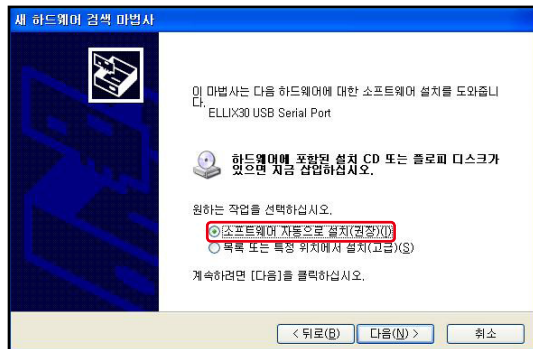 새 하드웨어 검색 마법사
이 마법사는 다음 하드웨어에 대한 소프트웨어 설치를 도와줍니
다.
ELLIX30 USB Serial Port
하드웨어에 포함된 설치 CD 또는 플로피 디스크가
있으면 지금 삽입하십시오.
원하는 작업을 선택하십시오.
소프트웨어 자동으로 설치(권장)(I)
목록 또는 특정 위치에서 설치(고급)(S)
계속하려면 [다음]을 클릭하십시오.
< 뒤로(B) 다음(N) > 취소